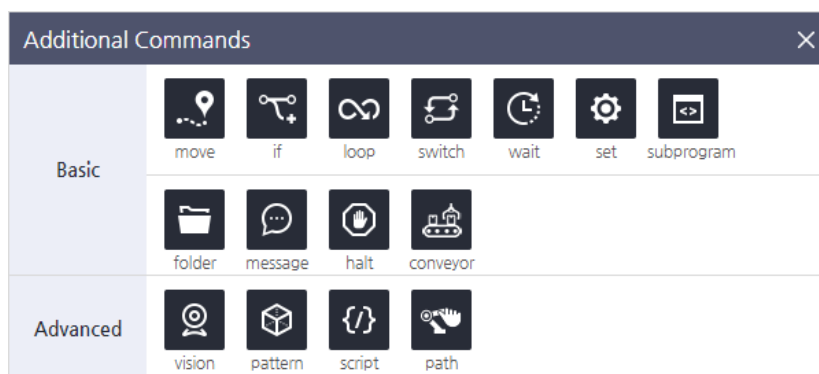 Additional Commands
Basic
move if loop switch wait set subprogram
folder message halt conveyor
Advanced
vision pattern script path